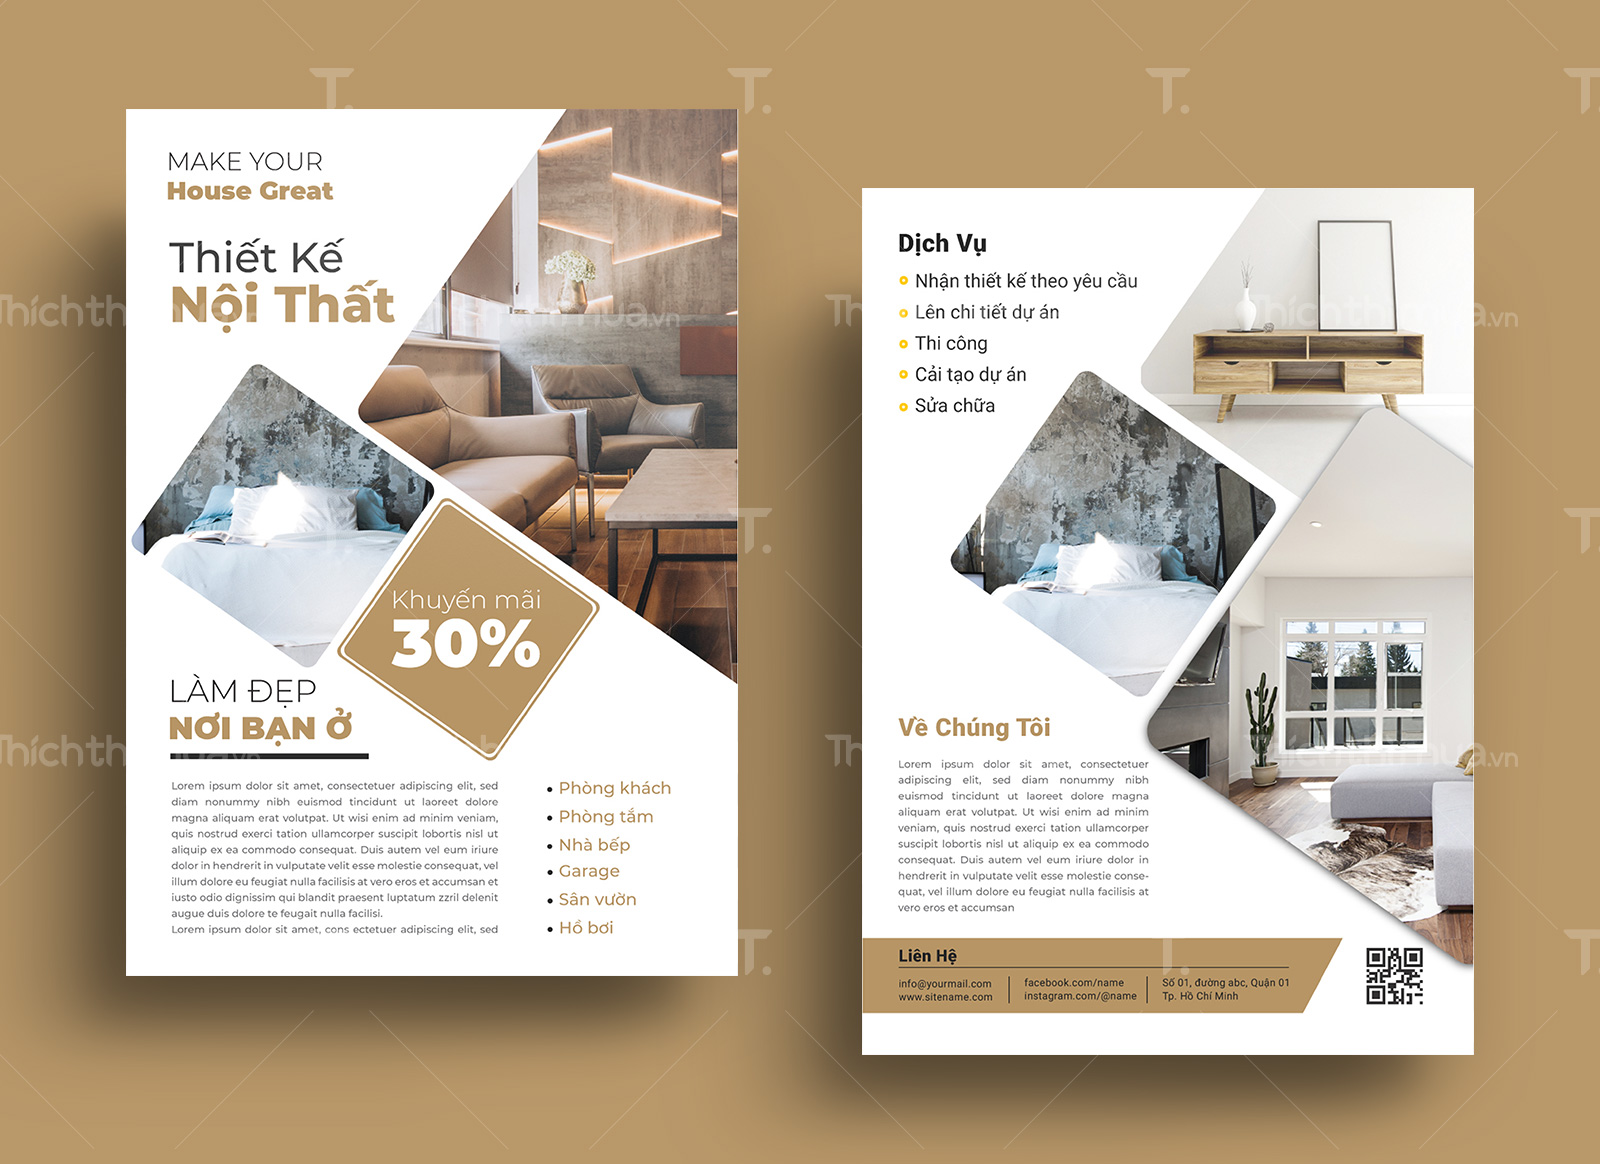 MAKE YOUR
House Great
Thiết Kế
Nội Thất
Khuyến mãi
30%
LÀM ĐẸP
NƠI BẠN Ở
Lorem ipsum dolor sit amet, consectetuer adipiscing elit, sed
diam nonummy nibh euismod tincidunt ut laoreet dolore
magna aliquam erat volutpat. Ut wisi enim ad minim veniam,
quis nostrud exerci tation ullamcorper suscipit lobortis nisl ut
aliquip ex ea commodo consequat. Duis autem vel eum iriure
dolor in hendrerit in vulputate velit esse molestie consequat, vel
illum dolore eu feugiat nulla facilisis at vero eros et accumsan et
iusto odio dignissim qui blandit praesent luptatum zzril delenit
augue duis dolore te feugait nulla facilisi.
Lorem ipsum dolor sit amet, cons ectetuer adipiscing elit, sed
• Phòng khách
• Phòng tắm
• Nhà bếp
• Garage
• Sân vườn
• Hồ bơi
Dịch Vụ
Nhận thiết kế theo yêu cầu
Lên chi tiết dự án
Thi công
Cải tạo dự án
Sửa chữa
Về Chúng Tôi
Lorem ipsum dolor sit amet, consectetuer
adipiscing elit, sed diam nonummy nibh
euismod tincidunt ut laoreet dolore magna
aliquam erat volutpat. Ut wisi enim ad minim
veniam, quis nostrud exerci tation ullamcorper
suscipit lobortis nisl ut aliquip ex ea commodo
consequat. Duis autem vel eum iriure dolor in
hendrerit in vulputate velit esse molestie conse-
quat, vel illum dolore eu feugiat nulla facilisis at
vero eros et accumsan
Liên Hệ
info@yourmail.com
www.sitename.com
facebook.com/name
instagram.com/@name
Số 01, đường abc, Quận 01
Tp. Hồ Chí Minh